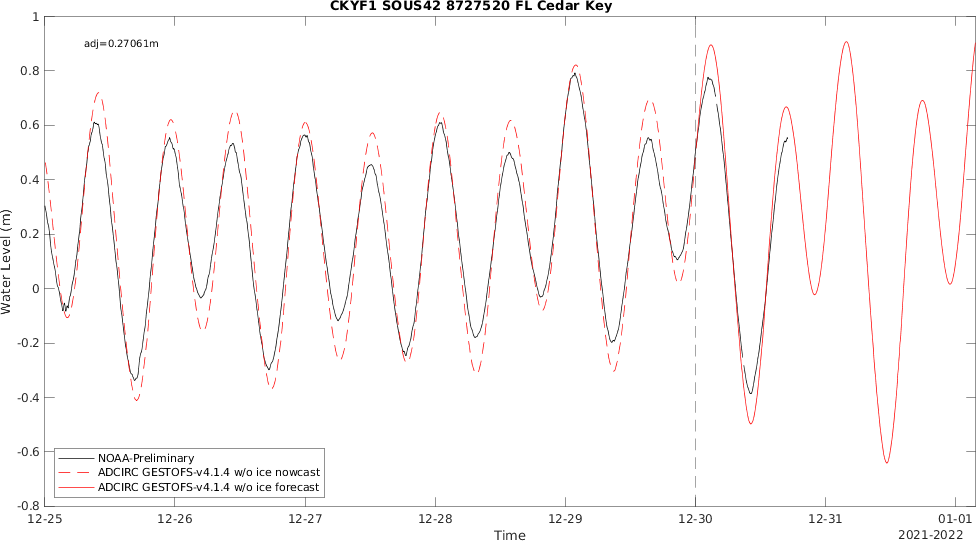 CKYF1 SOUS42 8727520 FL Cedar Key
adj=0.27061m
1
0.8
0.6
0.4
0.2
0
-0.2
-0.4
-0.6
-0.8
Water Level (m)
NOAA-Preliminary
ADCIRC GESTOFS-v4.1.4 w/o ice nowcast
ADCIRC GESTOFS-v4.1.4 w/o ice forecast
12-25 12-26 12-27 12-28 12-29 12-30 12-31 01-01
Time
2021-2022